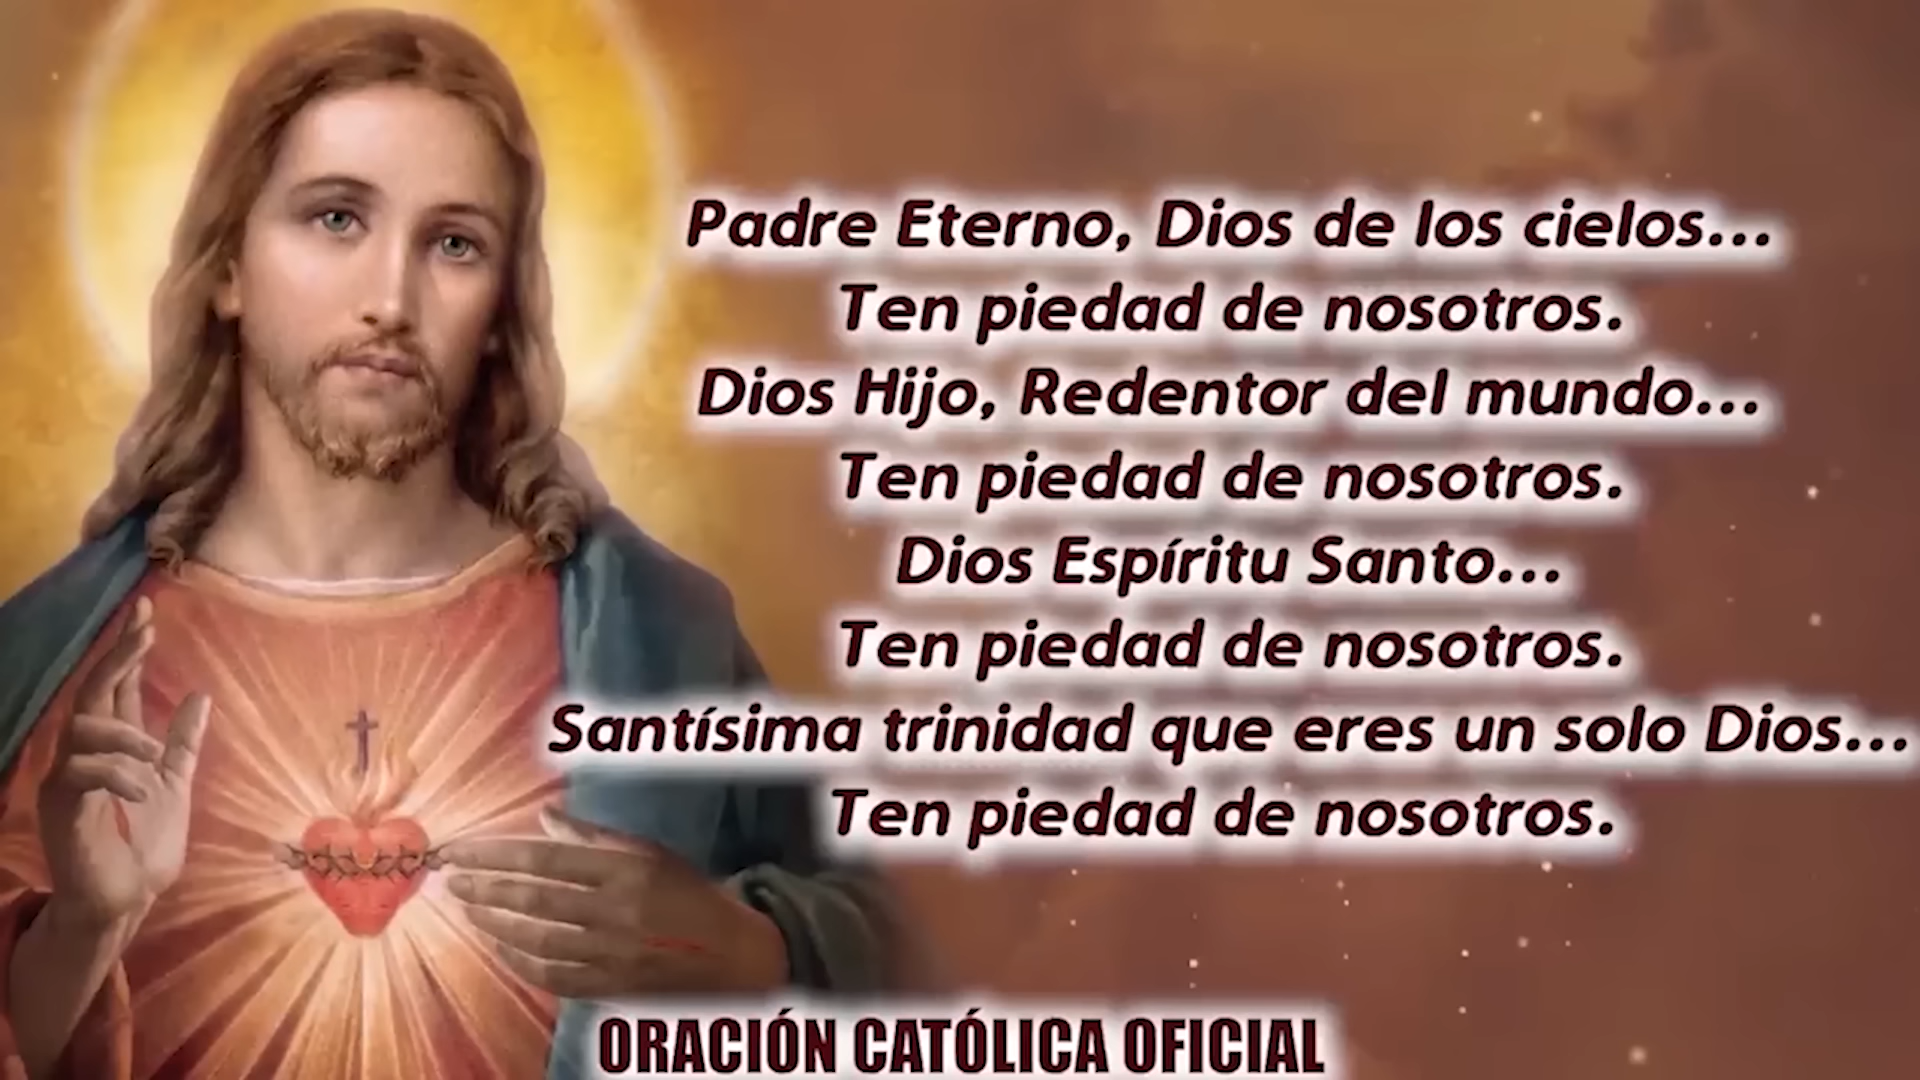 Padre Eterno, Dios de los cielos...
Ten piedad de nosotros.
Dios Hijo, Redentor del mundo...
Ten piedad de nosotros.
Dios Espíritu Santo...
Ten piedad de nosotros.
Santísima trinidad que eres un solo Dios...
Ten piedad de nosotros.
ORACIÓN CATÓLICA OFICIAL